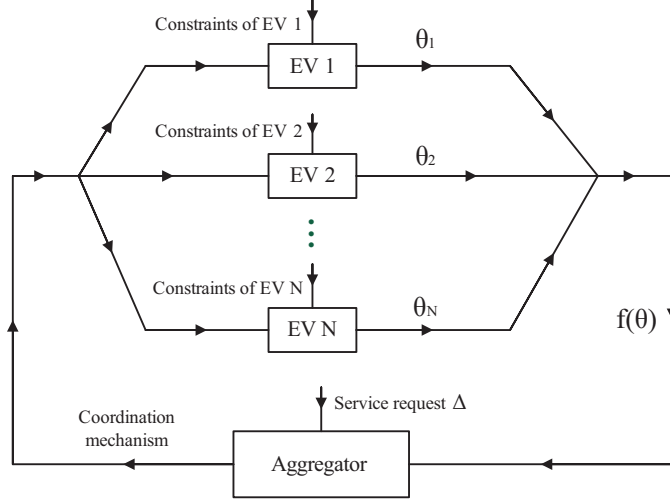 Constraints of EV 1
EV 1
θ1
Constraints of EV 2
EV 2
θ2
Constraints of EV N
EV N
θN
f(θ)
Service request Δ
Coordination
mechanism
Aggregator